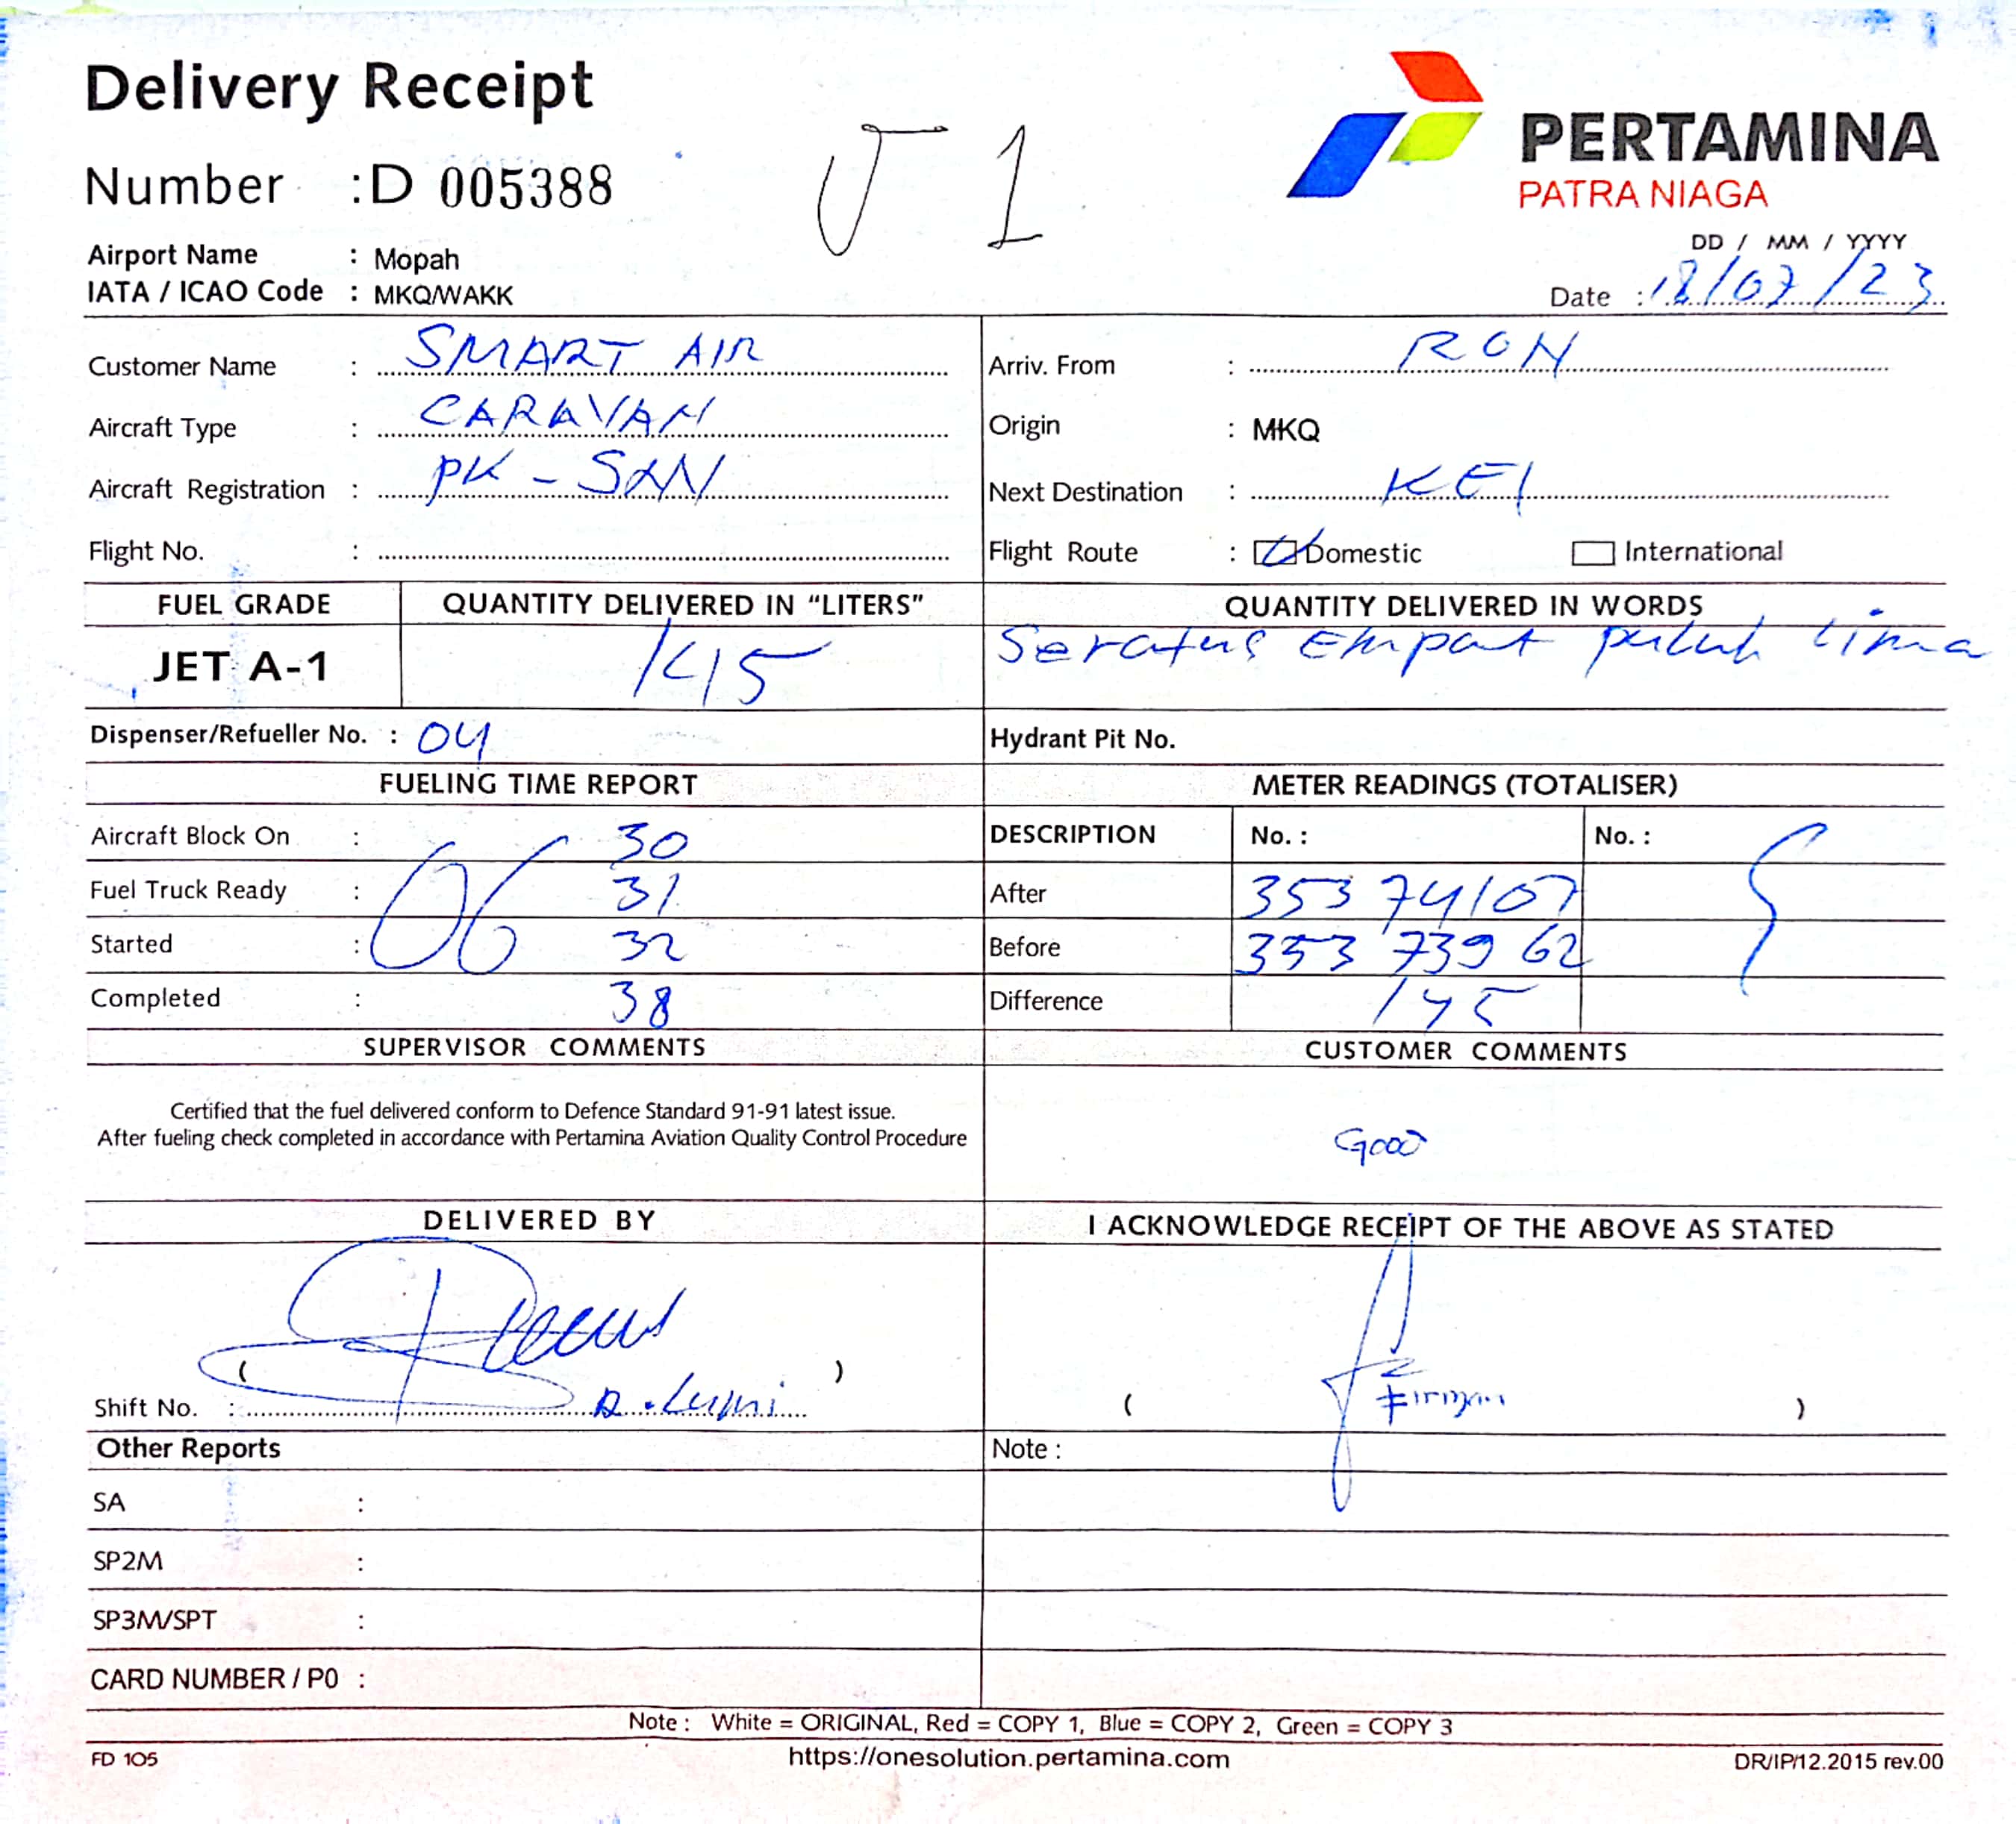 Delivery Receipt
Number :D 005388
J 1
PERTAMINA
PATRA NIAGA
Airport Name : Mopah
IATA / ICAO Code : MKQ/WAKK
DD / MM / YYYY
Date : 18/07/23
Customer Name : SMART AIR
Arriv. From : RON
Aircraft Type : CARAVAN
Origin : MKQ
Aircraft Registration : PK - SNN
Next Destination : KEI
Flight No. :
Flight Route : Domestic International
FUEL GRADE QUANTITY DELIVERED IN "LITERS" QUANTITY DELIVERED IN WORDS
JET A-1 145 Seratus Empat puluh lima
Dispenser/Refueller No. : 04
Hydrant Pit No.
FUELING TIME REPORT METER READINGS (TOTALISER)
Aircraft Block On : 30
DESCRIPTION No. : No. :
Fuel Truck Ready : 06 31
After 353 74107
Started : 32
Before 353 739 62
Completed : 38
Difference 145
SUPERVISOR COMMENTS CUSTOMER COMMENTS
Certified that the fuel delivered conform to Defence Standard 91-91 latest issue.
After fueling check completed in accordance with Pertamina Aviation Quality Control Procedure
Good
DELIVERED BY I ACKNOWLEDGE RECEIPT OF THE ABOVE AS STATED
( )
Shift No. :
( Firman )
Other Reports Note :
SA :
SP2M :
SP3M/SPT :
CARD NUMBER / P0 :
Note : White = ORIGINAL, Red = COPY 1, Blue = COPY 2, Green = COPY 3
FD 105 https://onesolution.pertamina.com DR/IP/12.2015 rev.00